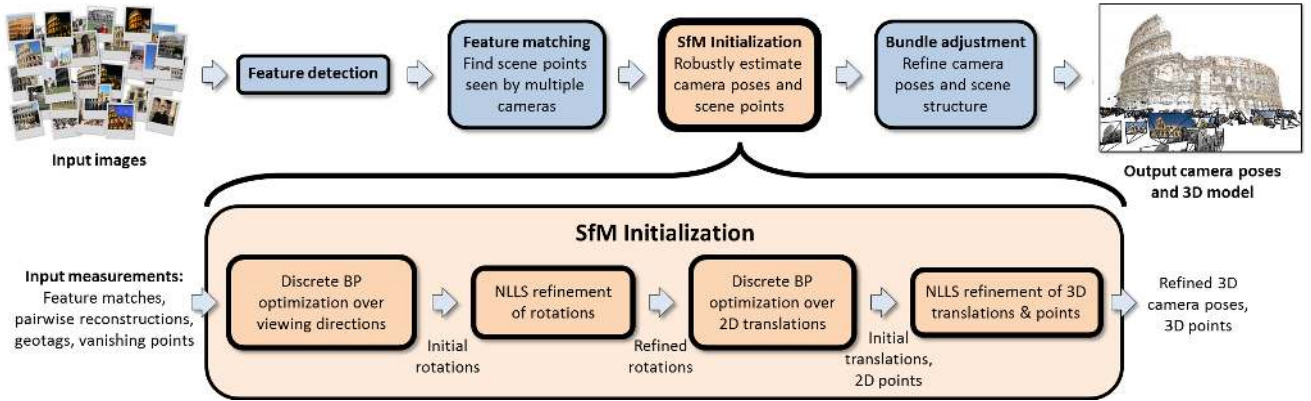 Input images
Feature detection
Feature matching
Find scene points
seen by multiple
cameras
SfM Initialization
Robustly estimate
camera poses and
scene points
Bundle adjustment
Refine camera
poses and scene
structure
Output camera poses
and 3D model
SfM Initialization
Input measurements:
Feature matches,
pairwise reconstructions,
geotags, vanishing points
Discrete BP
optimization over
viewing directions
Initial
rotations
NLLS refinement
of rotations
Refined
rotations
Discrete BP
optimization over
2D translations
Initial
translations,
2D points
NLLS refinement of 3D
translations & points
Refined 3D
camera poses,
3D points